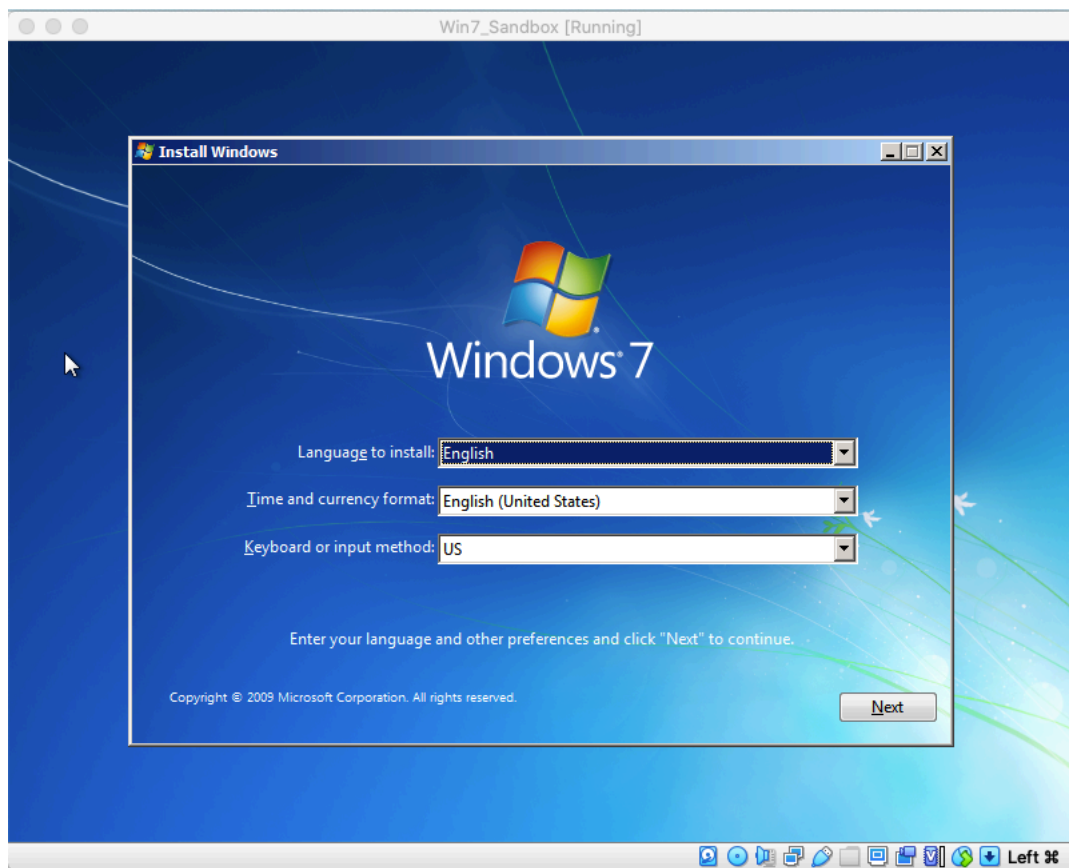 Win7_Sandbox [Running]
Install Windows
Windows® 7
Language to install: English
Time and currency format: English (United States)
Keyboard or input method: US
Enter your language and other preferences and click "Next" to continue.
Copyright © 2009 Microsoft Corporation. All rights reserved.
Next
Left ⌘